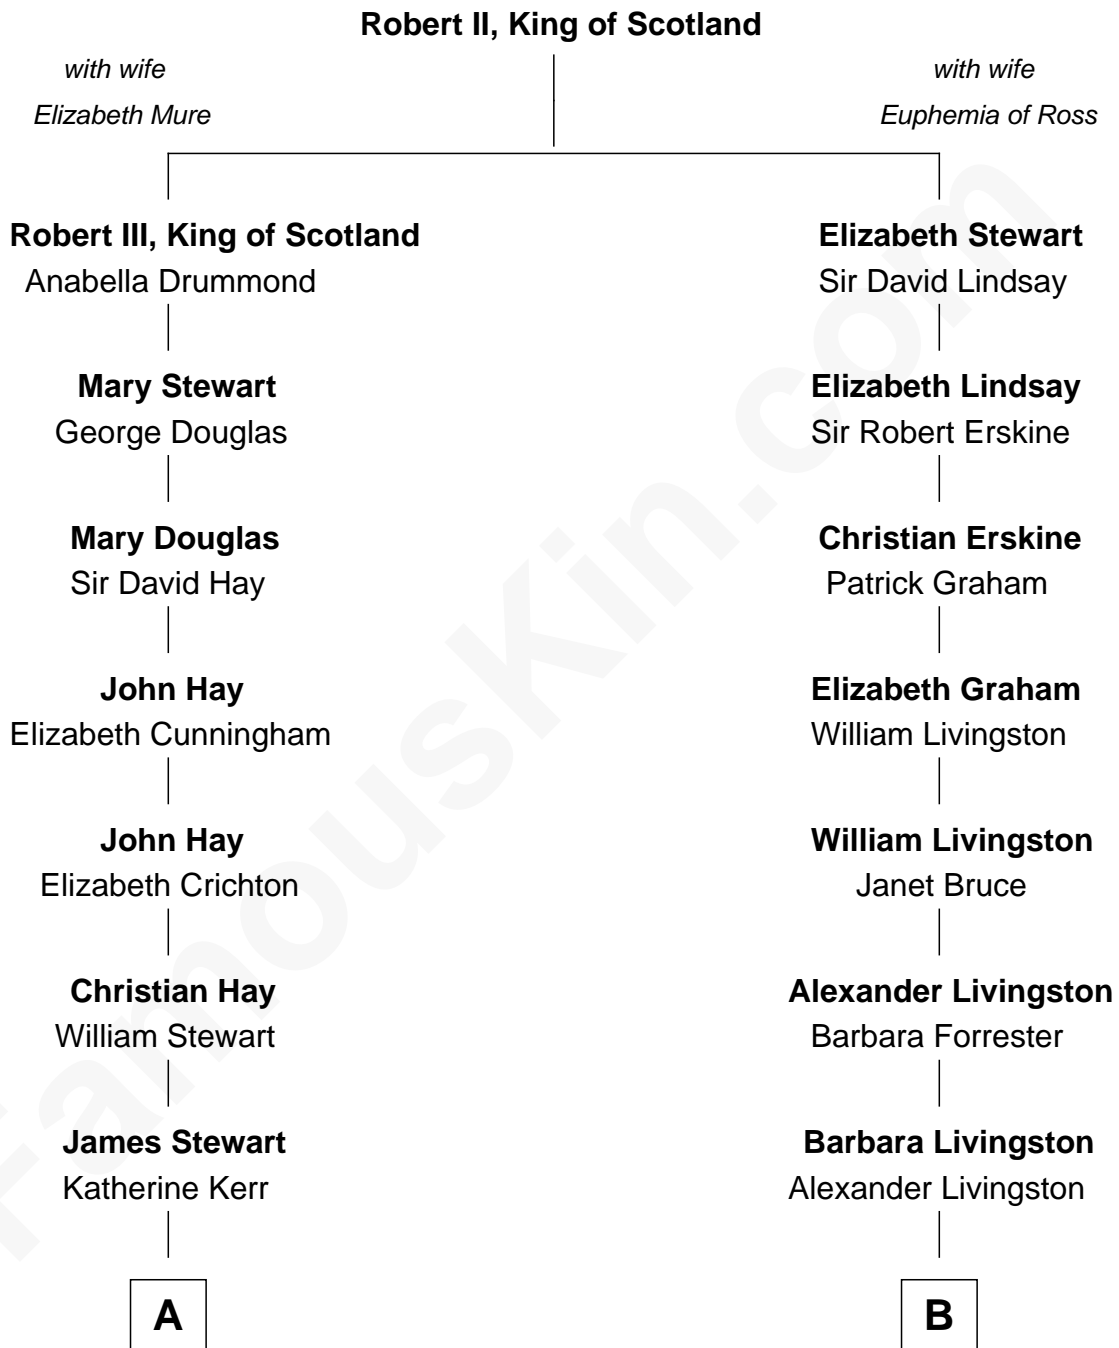 Robert II, King of Scotland
with wife
Elizabeth Mure
with wife
Euphemia of Ross
Robert III, King of Scotland
Anabella Drummond
Elizabeth Stewart
Sir David Lindsay
Mary Stewart
George Douglas
Elizabeth Lindsay
Sir Robert Erskine
Mary Douglas
Sir David Hay
Christian Erskine
Patrick Graham
John Hay
Elizabeth Cunningham
Elizabeth Graham
William Livingston
John Hay
Elizabeth Crichton
William Livingston
Janet Bruce
Christian Hay
William Stewart
Alexander Livingston
Barbara Forrester
James Stewart
Katherine Kerr
Barbara Livingston
Alexander Livingston
A
B
FamousKin.com